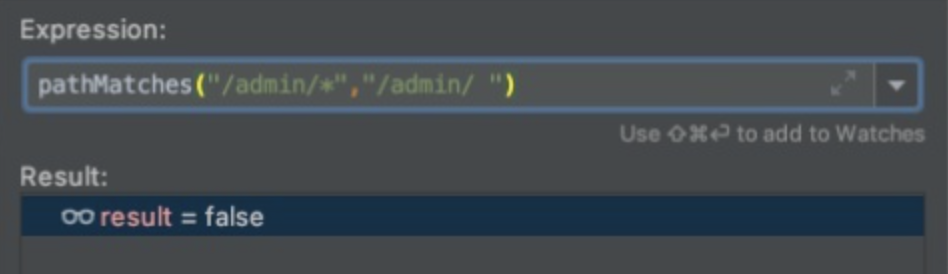 Expression:
pathMatches("/admin/*","/admin/ ")
Use ⇧⌘⏎ to add to Watches
Result:
result = false